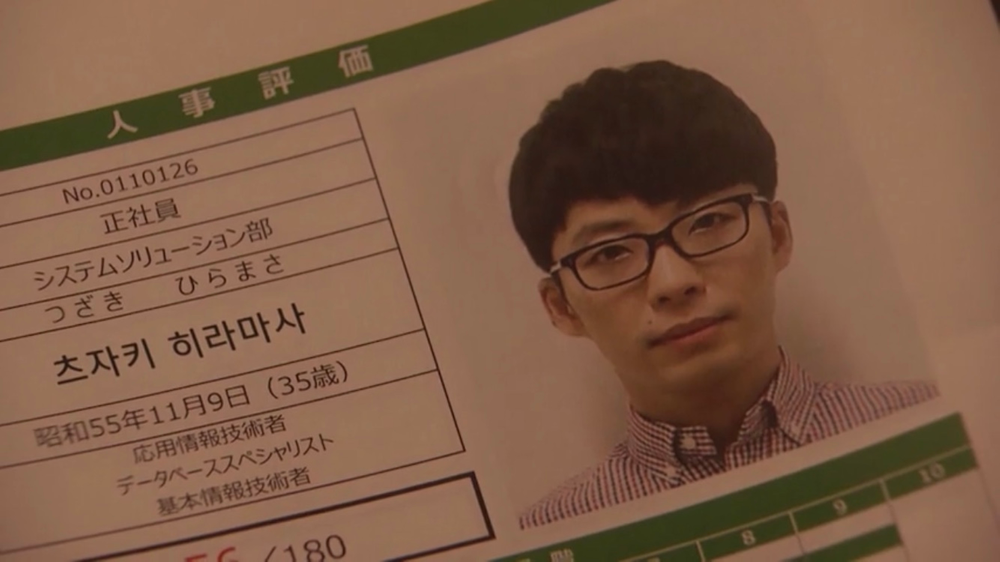 人事評価
No.0110126
正社員
システムソリューション部
つざき ひらまさ
츠자키 히라마사
昭和55年11月9日（35歳）
応用情報技術者
データベーススペシャリスト
基本情報技術者
56/180
8 9 10